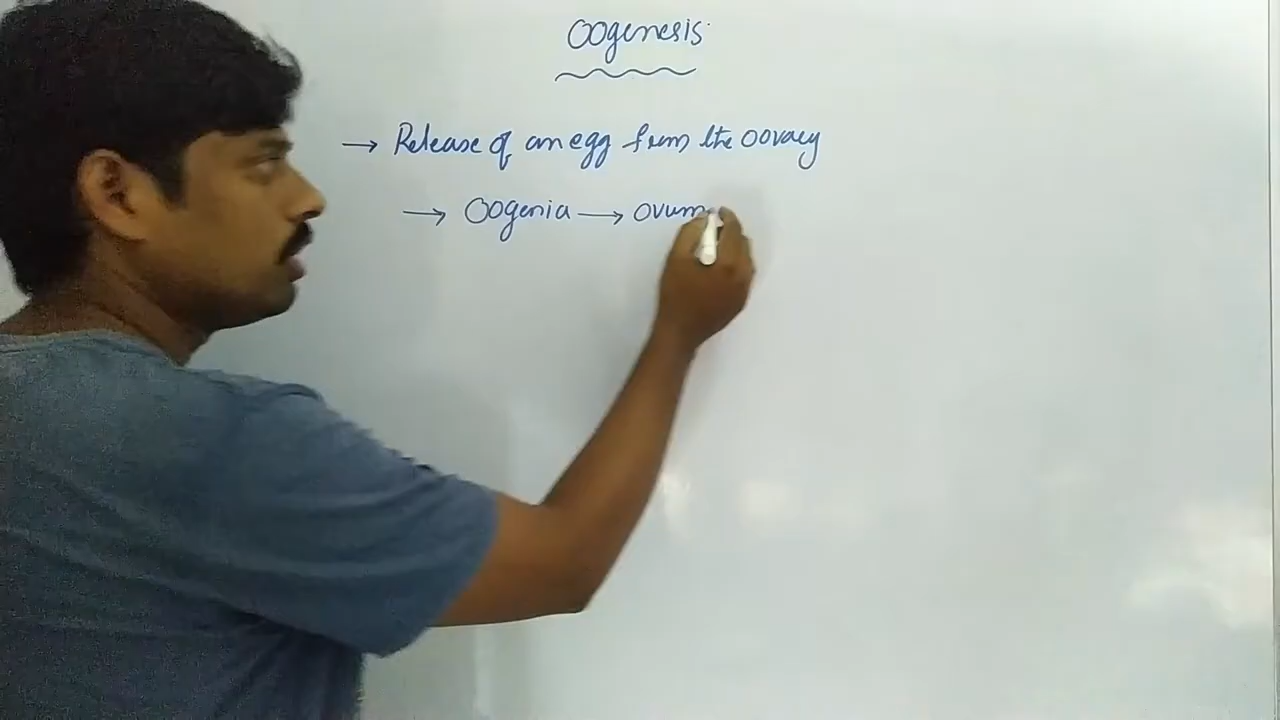 Oogenesis
→ Release of an egg from the Oovary
→ Oogenia → Ovum